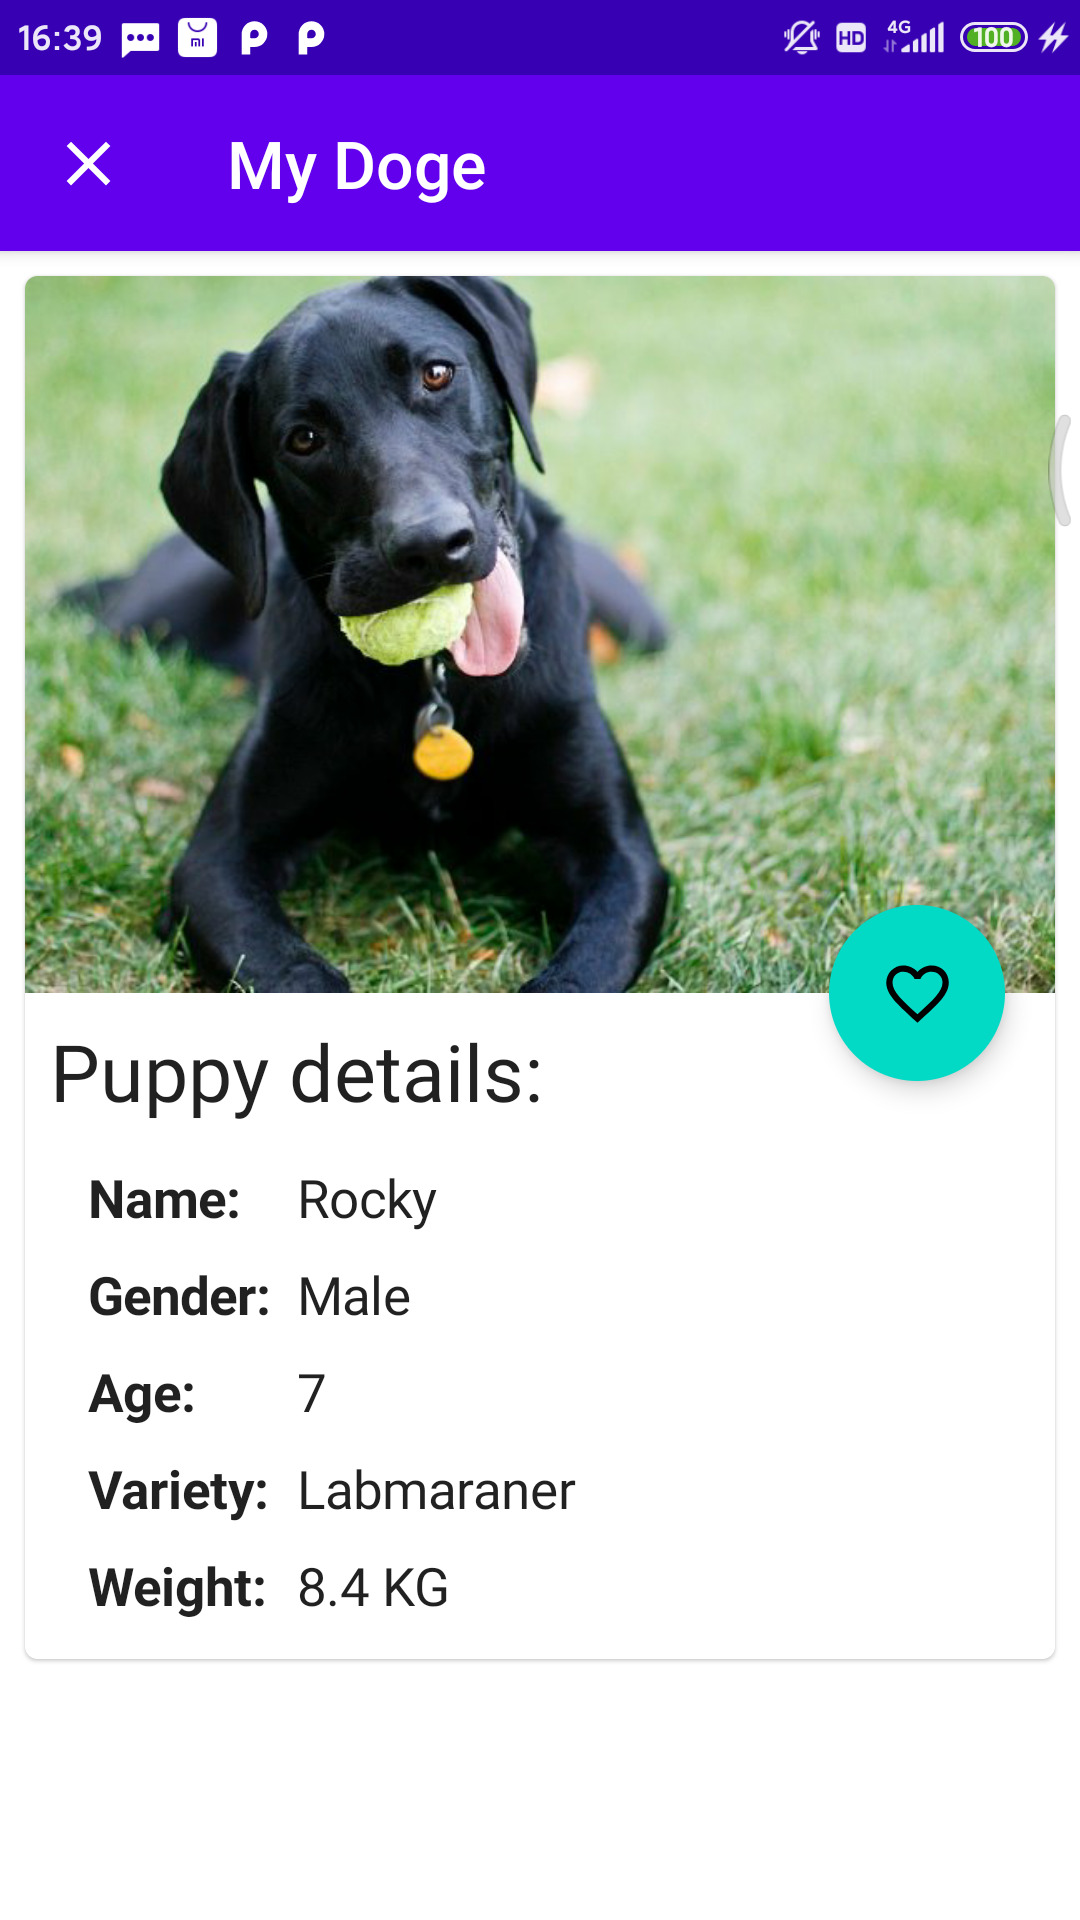 16:39 mi P P HD 4G 100
My Doge
Puppy details:
Name: Rocky
Gender: Male
Age: 7
Variety: Labmaraner
Weight: 8.4 KG